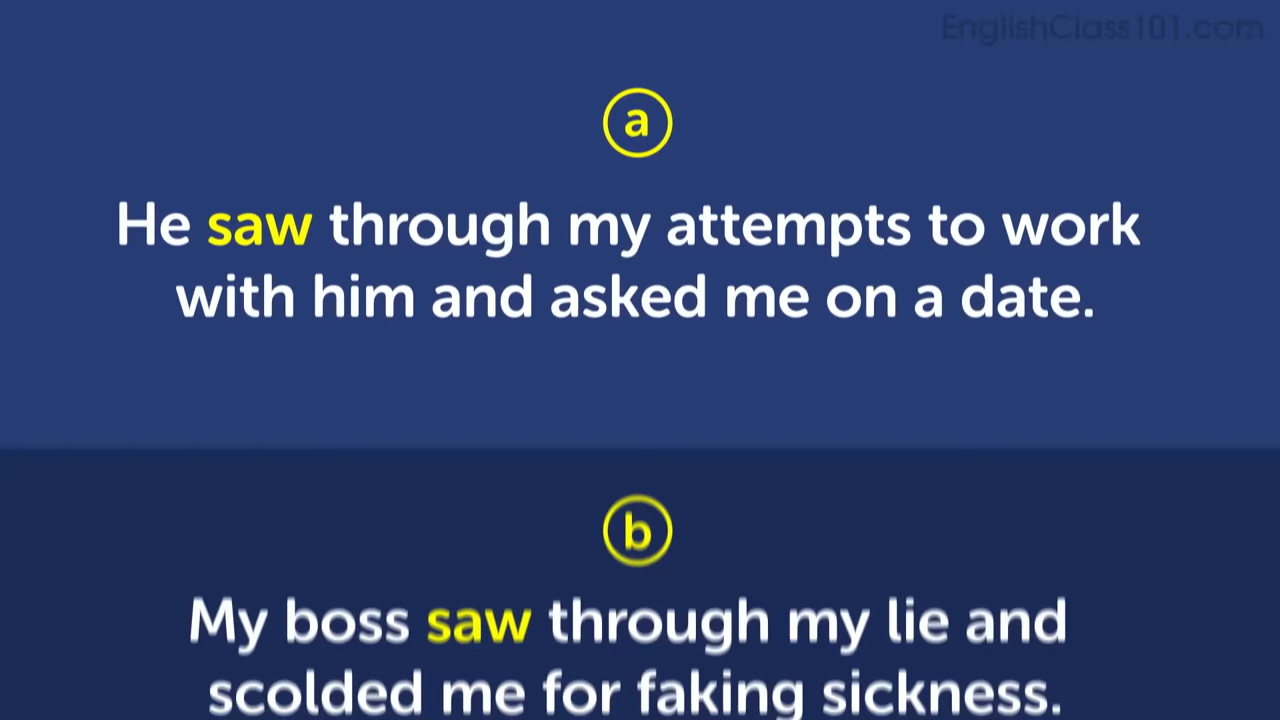 EnglishClass101.com
a
He saw through my attempts to work
with him and asked me on a date.
b
My boss saw through my lie and
scolded me for faking sickness.